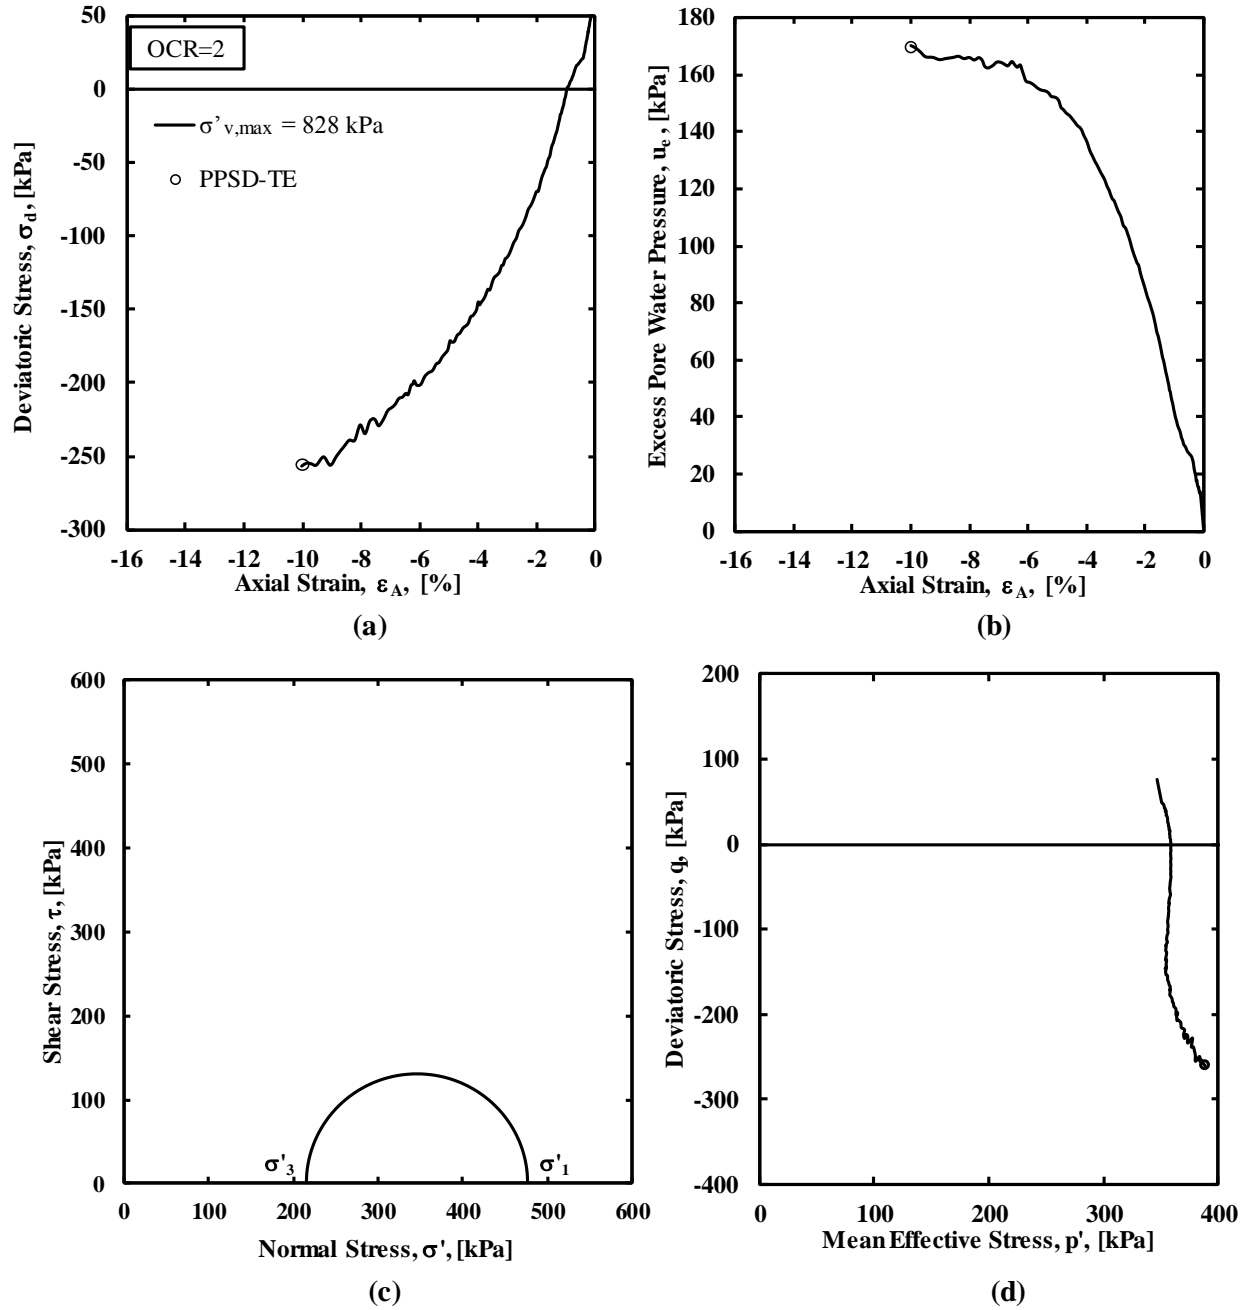 OCR=2
σ'v,max = 828 kPa
PPSD-TE
50
0
-50
-100
-150
-200
-250
-300
Deviatoric Stress, σd, [kPa]
-16 -14 -12 -10 -8 -6 -4 -2 0
Axial Strain, εA, [%]
(a)
180
160
140
120
100
80
60
40
20
0
Excess Pore Water Pressure, ue, [kPa]
-16 -14 -12 -10 -8 -6 -4 -2 0
Axial Strain, εA, [%]
(b)
600
500
400
300
200
100
0
Shear Stress, τ, [kPa]
σ'3 σ'1
0 100 200 300 400 500 600
Normal Stress, σ', [kPa]
(c)
200
100
0
-100
-200
-300
-400
Deviatoric Stress, q, [kPa]
0 100 200 300 400
Mean Effective Stress, p', [kPa]
(d)